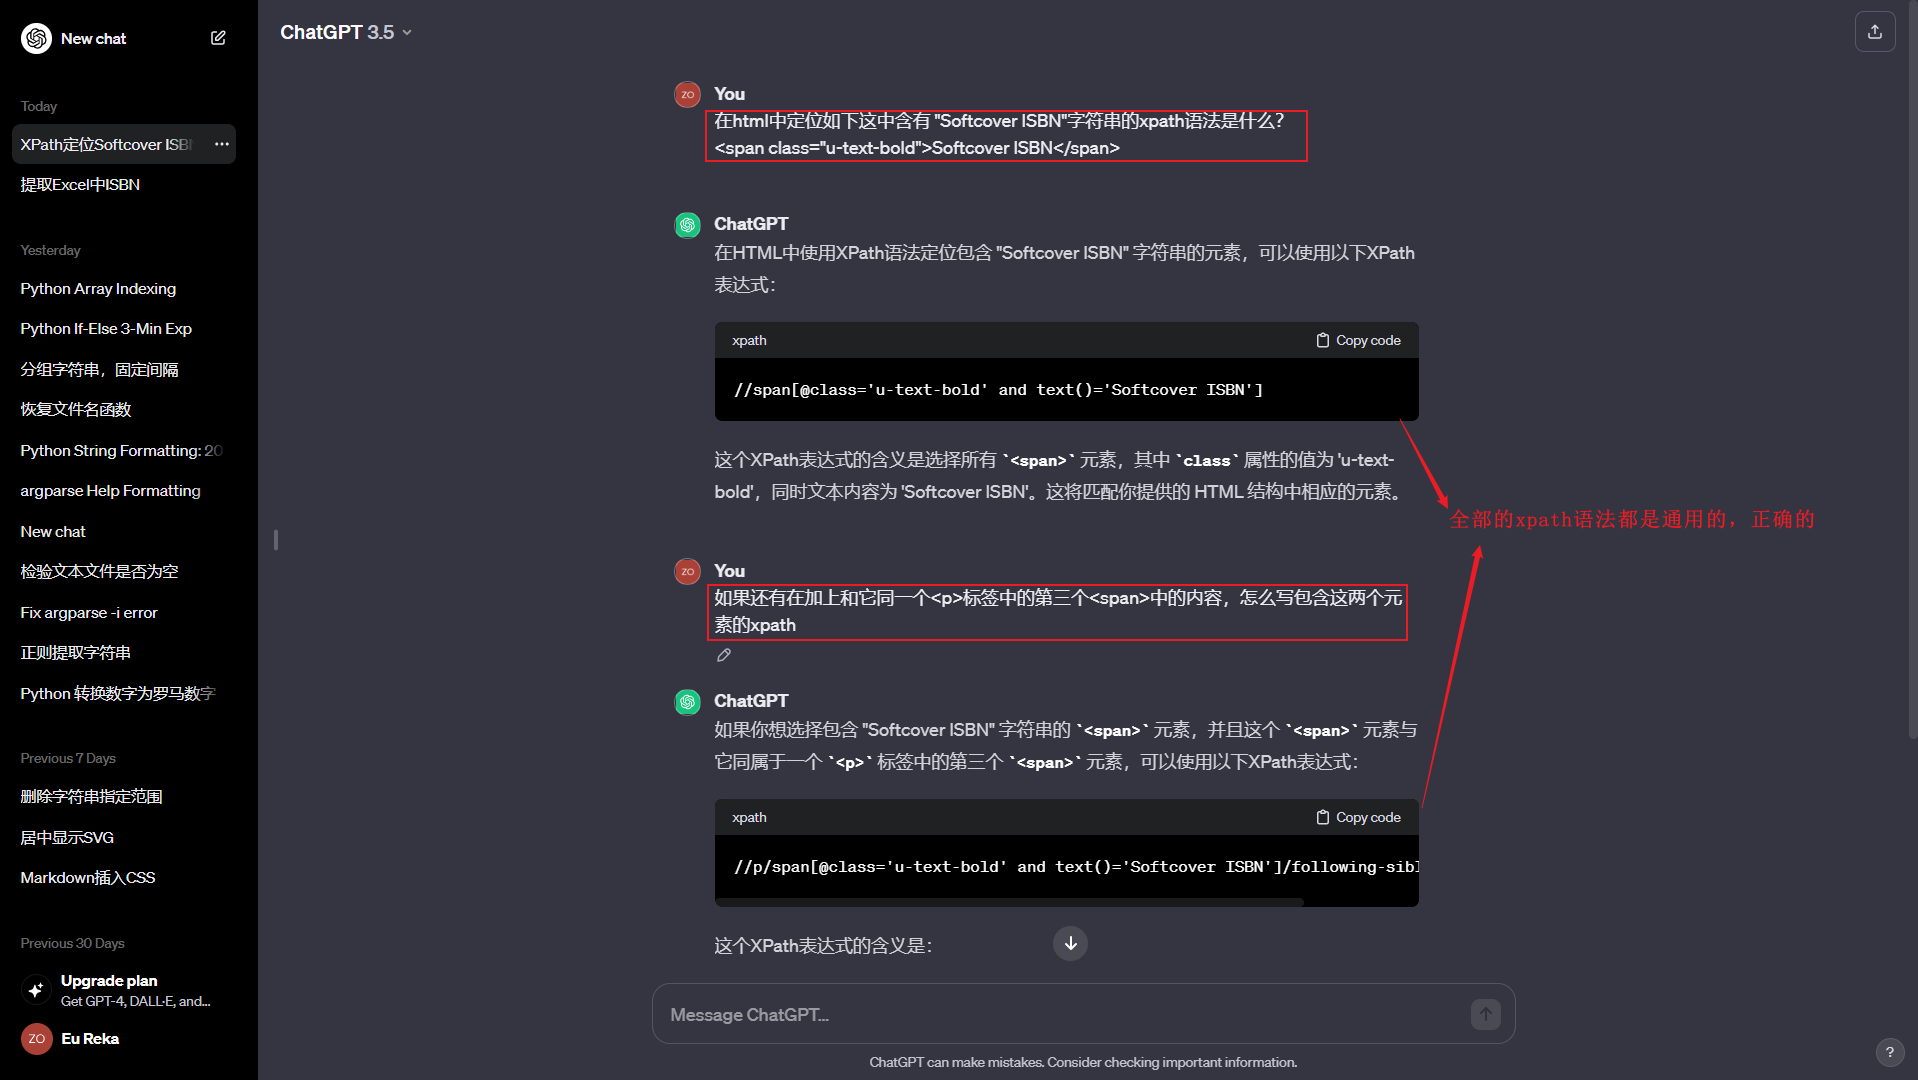 New chat
Today
XPath定位Softcover ISBN
提取Excel中ISBN
Yesterday
Python Array Indexing
Python If-Else 3-Min Exp
分组字符串，固定间隔
恢复文件名函数
Python String Formatting: 20
argparse Help Formatting
New chat
检验文本文件是否为空
Fix argparse -i error
正则提取字符串
Python 转换数字为罗马数字
Previous 7 Days
删除字符串指定范围
居中显示SVG
Markdown插入CSS
Previous 30 Days
Upgrade plan
Get GPT-4, DALL·E, and...
ZO
Eu Reka
ChatGPT 3.5
ZO
You
在html中定位如下这中含有 "Softcover ISBN"字符串的xpath语法是什么？
<span class="u-text-bold">Softcover ISBN</span>
ChatGPT
在HTML中使用XPath语法定位包含 "Softcover ISBN" 字符串的元素，可以使用以下XPath
表达式：
xpath
Copy code
//span[@class='u-text-bold' and text()='Softcover ISBN']
这个XPath表达式的含义是选择所有 `<span>` 元素，其中 `class` 属性的值为 'u-text-
bold'，同时文本内容为 'Softcover ISBN'。这将匹配你提供的 HTML 结构中相应的元素。
全部的xpath语法都是通用的，正确的
ZO
You
如果还有在加上和它同一个<p>标签中的第三个<span>中的内容，怎么写包含这两个元
素的xpath
ChatGPT
如果你想选择包含 "Softcover ISBN" 字符串的 `<span>` 元素，并且这个 `<span>` 元素与
它同属于一个 `<p>` 标签中的第三个 `<span>` 元素，可以使用以下XPath表达式：
xpath
Copy code
//p/span[@class='u-text-bold' and text()='Softcover ISBN']/following-sibl
这个XPath表达式的含义是：
Message ChatGPT...
ChatGPT can make mistakes. Consider checking important information.
?